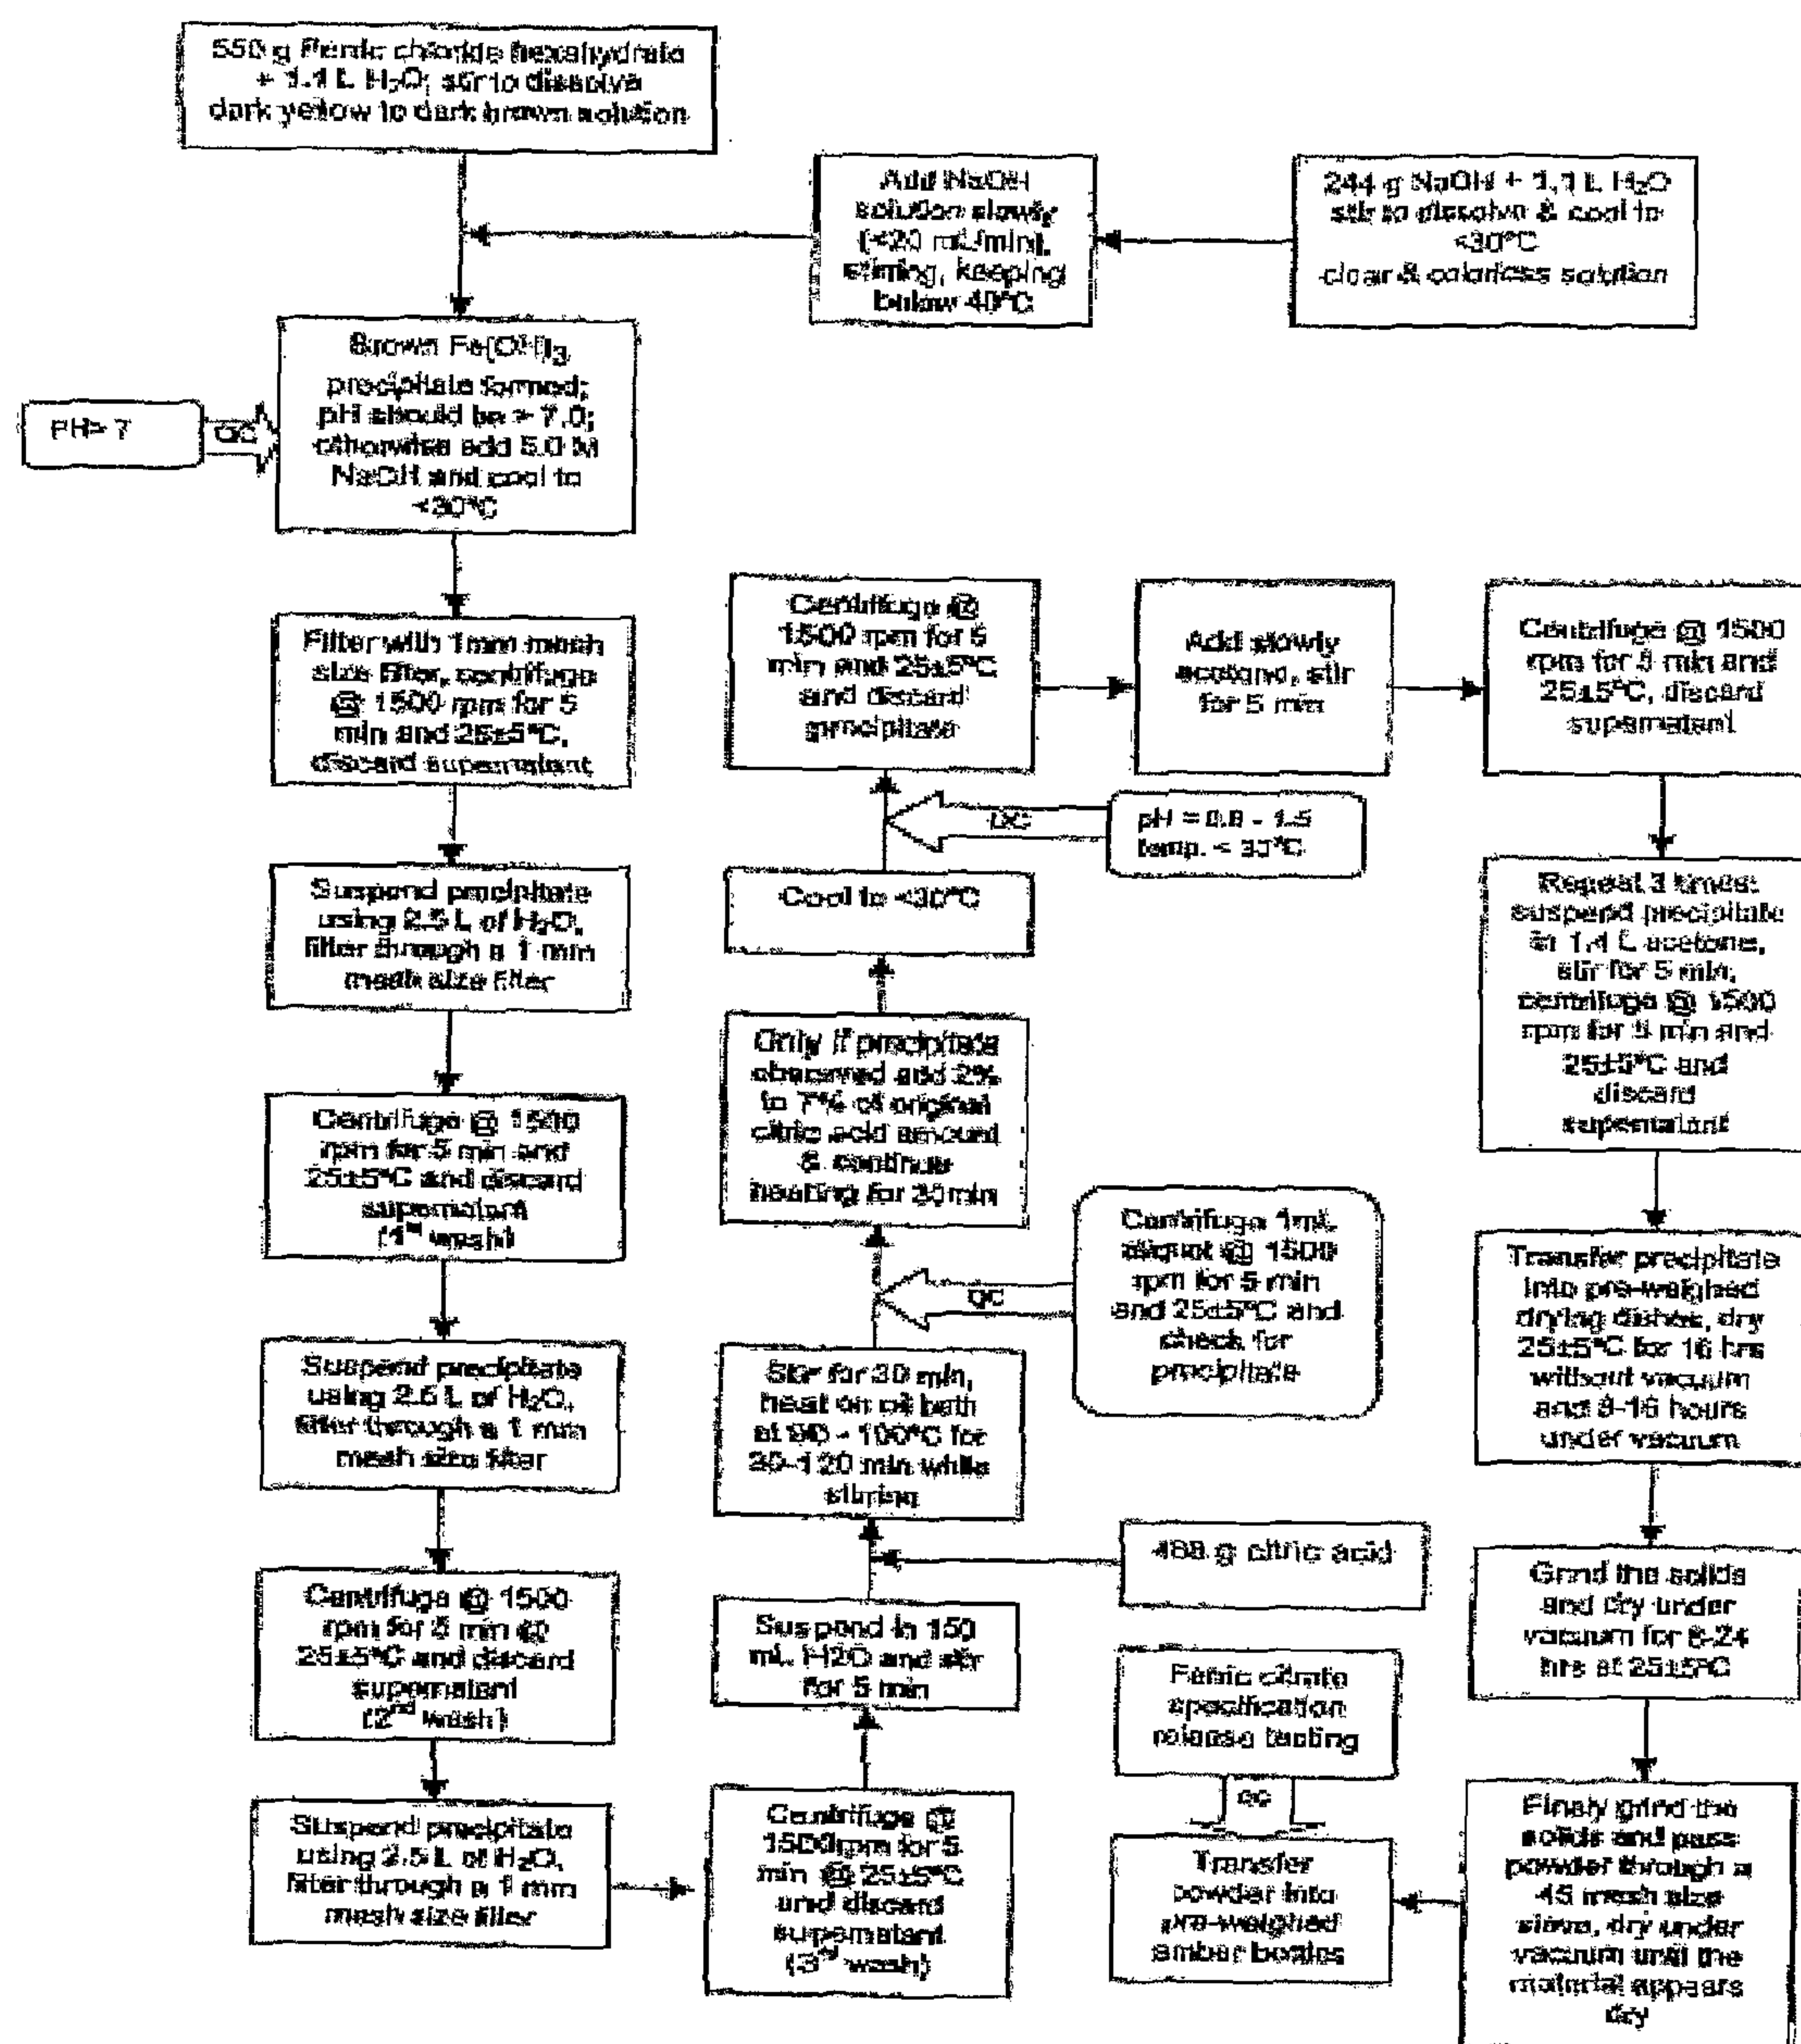 550 g Ferric chloride hexahydrate
+ 1.1 L H₂O; stir to dissolve
dark yellow to dark brown solution
Add NaOH
solution slowly
(<20 mL/min),
stirring, keeping
below 40°C
244 g NaOH + 1.1 L H₂O
stir to dissolve & cool to
<30°C
clear & colorless solution
Brown Fe(OH)₃
precipitate formed;
pH should be > 7.0;
otherwise add 5.0 M
NaOH and cool to
<30°C
PH> 7
QC
Filter with 1mm mesh
size filter, centrifuge
@ 1500 rpm for 5
min and 25±5°C,
discard supernatant
Suspend precipitate
using 2.5 L of H₂O,
filter through a 1 mm
mesh size filter
Centrifuge @ 1500
rpm for 5 min and
25±5°C and discard
supernatant
(1st wash)
Suspend precipitate
using 2.5 L of H₂O,
filter through a 1 mm
mesh size filter
Centrifuge @ 1500
rpm for 5 min @
25±5°C and discard
supernatant
(2nd wash)
Suspend precipitate
using 2.5 L of H₂O,
filter through a 1 mm
mesh size filter
Centrifuge @
1500rpm for 5
min @ 25±5°C
and discard
supernatant
(3rd wash)
Suspend in 150
mL H2O and stir
for 5 min
g citric acid
Stir for 30 min,
heat on oil bath
at 90 - 100°C for
30-120 min while
stirring
QC
Centrifuge 1mL
aliquot @ 1500
rpm for 5 min
and 25±5°C and
check for
precipitate
Only if precipitate
observed add 2%
to 7% of original
citric acid amount
& continue
heating for 30min
Cool to <30°C
QC
pH = 0.8 - 1.5
temp. < 30°C
Centrifuge @
1500 rpm for 5
min and 25±5°C
and discard
precipitate
Add slowly
acetone, stir
for 5 min
Centrifuge @ 1500
rpm for 5 min and
25±5°C, discard
supernatant
Repeat 3 times:
suspend precipitate
in 1.4 L acetone,
stir for 5 min,
centrifuge @ 1500
rpm for 5 min and
25±5°C and
discard
supernatant
Transfer precipitate
into pre-weighed
drying dishes, dry
25±5°C for 16 hrs
without vacuum
and 8-16 hours
under vacuum
Grind the solids
and dry under
vacuum for 8-24
hrs at 25±5°C
Finely grind the
solids and pass
powder through a
45 mesh size
sieve, dry under
vacuum until the
material appears
dry
Ferric citrate
specification
release testing
QC
Transfer
powder into
pre-weighed
amber bottles